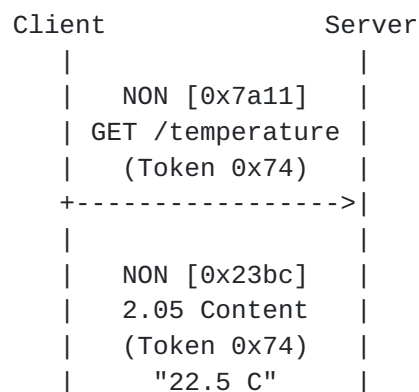 Client Server
NON [0x7a11]
GET /temperature
(Token 0x74)
NON [0x23bc]
2.05 Content
(Token 0x74)
"22.5 C"